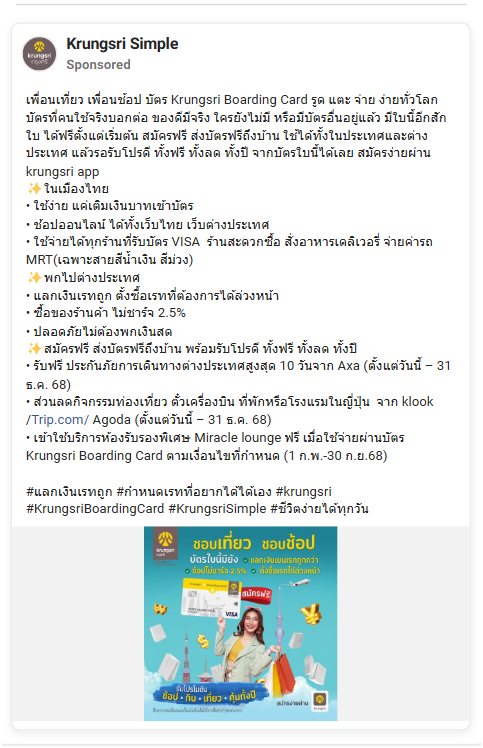 Krungsri Simple
Sponsored
เพื่อนเที่ยว เพื่อนช้อป บัตร Krungsri Boarding Card รูด แตะ จ่าย ง่ายทั่วโลก
บัตรที่คนใช้จริงบอกต่อ ของดีมีจริง ใครยังไม่มี หรือมีบัตรอื่นอยู่แล้ว มีใบนี้อีกสัก
ใบ ได้ฟรีตั้งแต่เริ่มต้น สมัครฟรี ส่งบัตรฟรีถึงบ้าน ใช้ได้ทั้งในประเทศและต่าง
ประเทศ แล้วรอรับโปรดี ทั้งฟรี ทั้งลด ทั้งปี จากบัตรใบนี้ได้เลย สมัครง่ายผ่าน
krungsri app
✨ในเมืองไทย
• ใช้ง่าย แค่เติมเงินบาทเข้าบัตร
• ช้อปออนไลน์ ได้ทั้งเว็บไทย เว็บต่างประเทศ
• ใช้จ่ายได้ทุกร้านที่รับบัตร VISA ร้านสะดวกซื้อ สั่งอาหารเดลิเวอรี่ จ่ายค่ารถ
MRT(เฉพาะสายสีน้ำเงิน สีม่วง)
✨พกไปต่างประเทศ
• แลกเงินเรทถูก ตั้งซื้อเรทที่ต้องการได้ล่วงหน้า
• ซื้อของร้านค้า ไม่ชาร์จ 2.5%
• ปลอดภัยไม่ต้องพกเงินสด
✨สมัครฟรี ส่งบัตรฟรีถึงบ้าน พร้อมรับโปรดี ทั้งฟรี ทั้งลด ทั้งปี
• รับฟรี ประกันภัยการเดินทางต่างประเทศสูงสุด 10 วันจาก Axa (ตั้งแต่วันนี้ – 31
ธ.ค. 68)
• ส่วนลดกิจกรรมท่องเที่ยว ตั๋วเครื่องบิน ที่พักหรือโรงแรมในญี่ปุ่น จาก klook
/Trip.com/ Agoda (ตั้งแต่วันนี้ – 31 ธ.ค. 68)
• เข้าใช้บริการห้องรับรองพิเศษ Miracle lounge ฟรี เมื่อใช้จ่ายผ่านบัตร
Krungsri Boarding Card ตามเงื่อนไขที่กำหนด (1 ก.พ.-30 ก.ย.68)
#แลกเงินเรทถูก #กำหนดเรทที่อยากได้ได้เอง #krungsri
#KrungsriBoardingCard #KrungsriSimple #ชีวิตง่ายได้ทุกวัน
krungsri
กรุงศรี
ชอบเที่ยว ชอบช้อป
บัตรใบนี้มียัง แลกเงินเยนเรทถูกกว่า
ช้อปไม่ชาร์จ 2.5% ตั้งซื้อเรทได้ล่วงหน้า
สมัครฟรี
VISA
รับโปรโมชัน
ช้อป • กิน • เที่ยว • คุ้มทั้งปี
สมัครง่ายผ่าน
krungsri